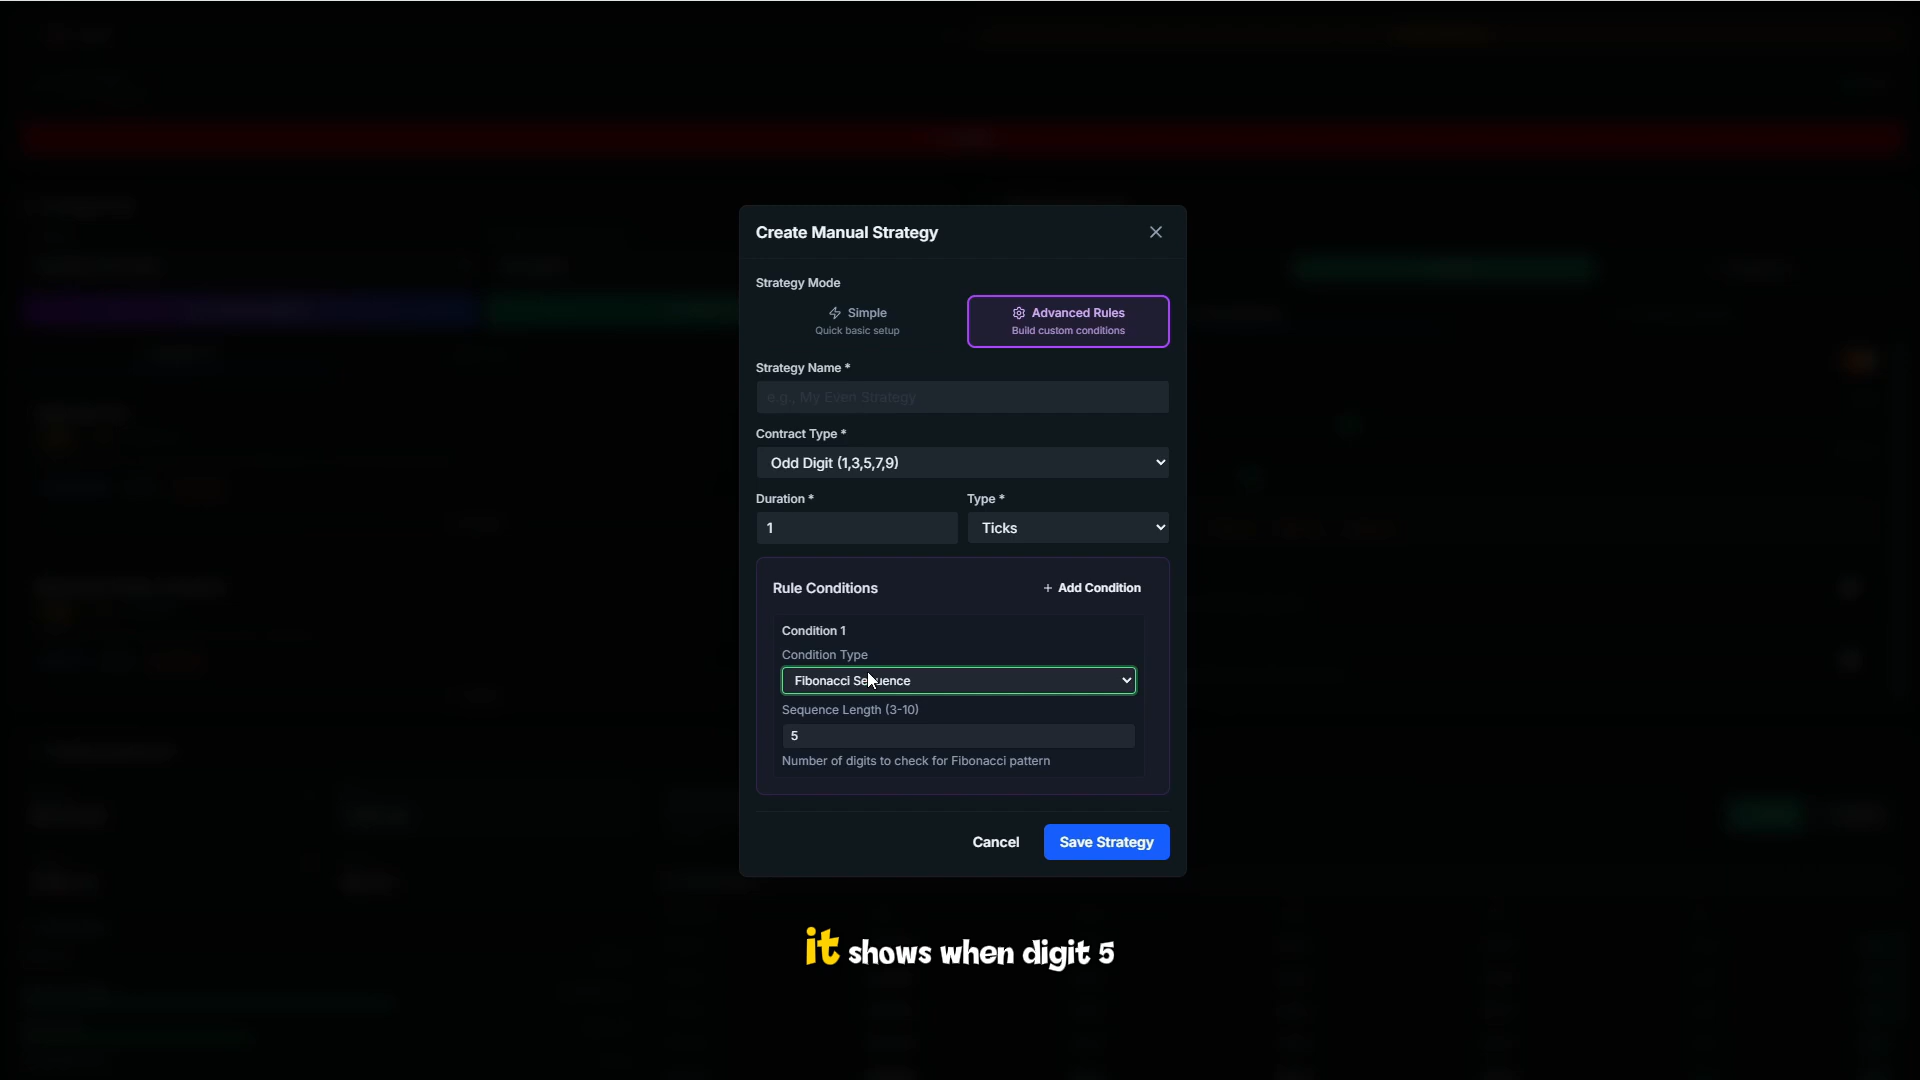 Create Manual Strategy
Strategy Mode
Simple
Quick basic setup
Advanced Rules
Build custom conditions
Strategy Name *
e.g., My Even Strategy
Contract Type *
Odd Digit (1,3,5,7,9)
Duration *
Type *
1
Ticks
Rule Conditions
+ Add Condition
Condition 1
Condition Type
Fibonacci Sequence
Sequence Length (3-10)
5
Number of digits to check for Fibonacci pattern
Cancel
Save Strategy
it shows when digit 5